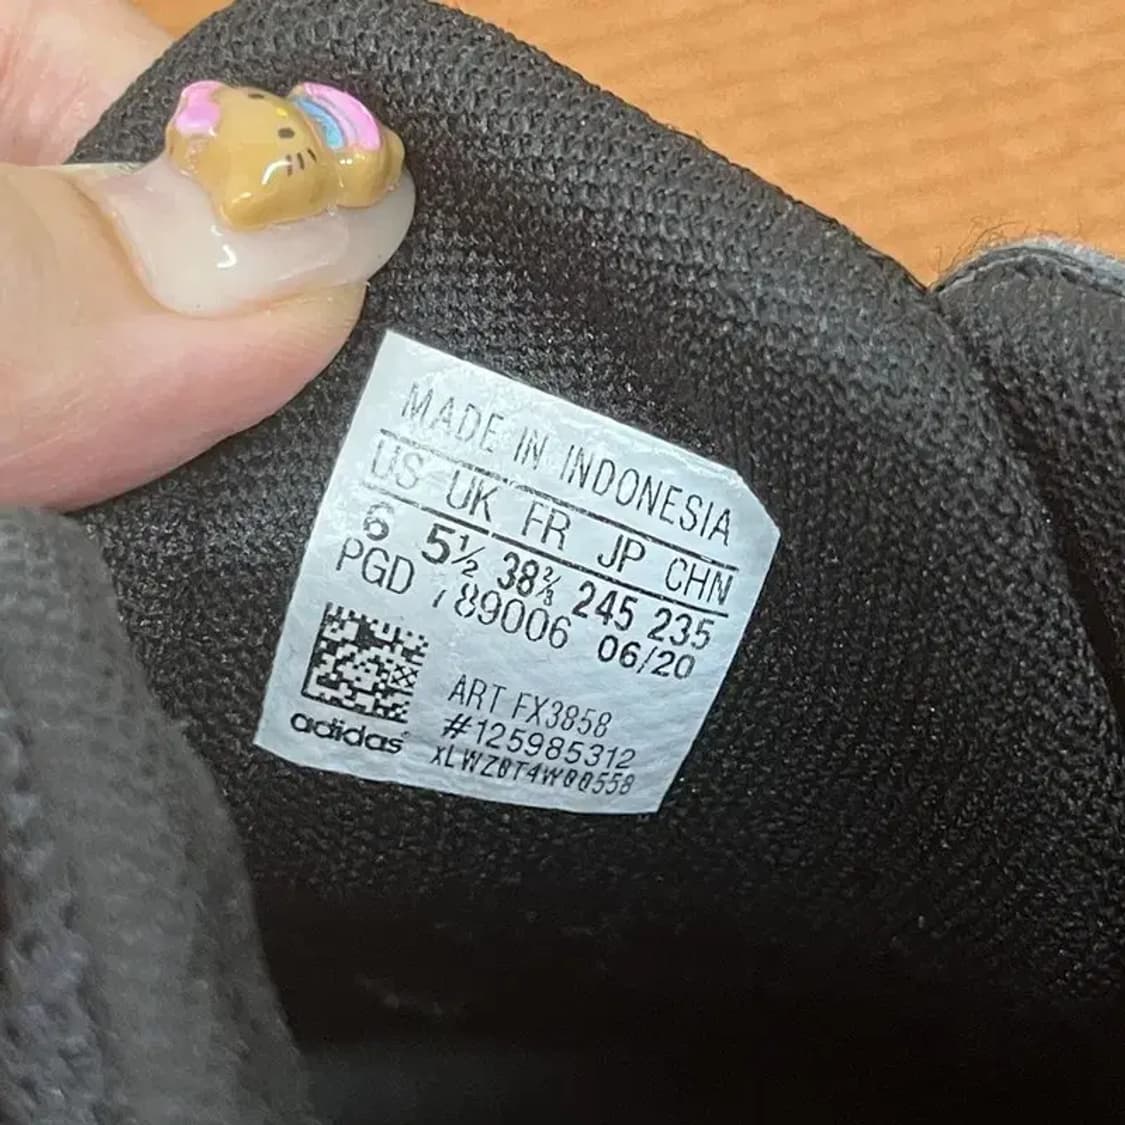 MADE IN INDONESIA
US UK FR JP CHN
6 5½ 38⅔ 245 235
PGD 789006 06/20
ART FX3858
#125985312
adidas